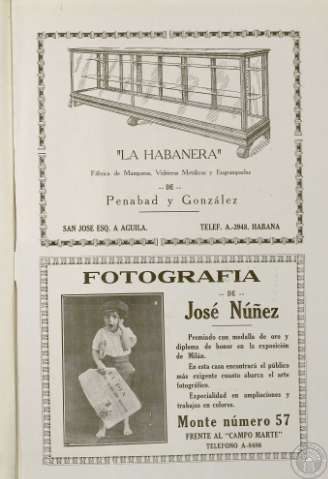 "LA HABANERA"
Fábrica de Mamparas, Vidrieras Metálicas y Engrampadas
— DE —
Penabad y González
SAN JOSE ESQ. A AGUILA. TELEF. A-3948, HABANA
FOTOGRAFIA
— DE —
José Núñez
Premiado con medalla de oro y
diploma de honor en la exposición
de Milán.
En esta casa encontrará el público
más exigente cuanto abarca el arte
fotográfico.
Especialidad en ampliaciones y
trabajos en colores.
Monte número 57
FRENTE AL "CAMPO MARTE"
TELEFONO A-8486